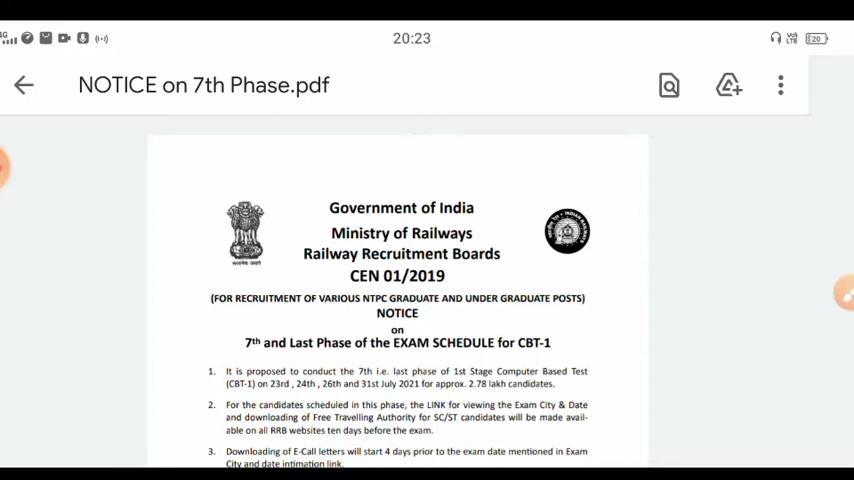 20:23
20
NOTICE on 7th Phase.pdf
Government of India
Ministry of Railways
Railway Recruitment Boards
CEN 01/2019
(FOR RECRUITMENT OF VARIOUS NTPC GRADUATE AND UNDER GRADUATE POSTS)
NOTICE
on
7th and Last Phase of the EXAM SCHEDULE for CBT-1
1. It is proposed to conduct the 7th i.e. last phase of 1st Stage Computer Based Test
(CBT-1) on 23rd , 24th , 26th and 31st July 2021 for approx. 2.78 lakh candidates.
2. For the candidates scheduled in this phase, the LINK for viewing the Exam City & Date
and downloading of Free Travelling Authority for SC/ST candidates will be made avail-
able on all RRB websites ten days before the exam.
3. Downloading of E-Call letters will start 4 days prior to the exam date mentioned in Exam
City and date intimation link.